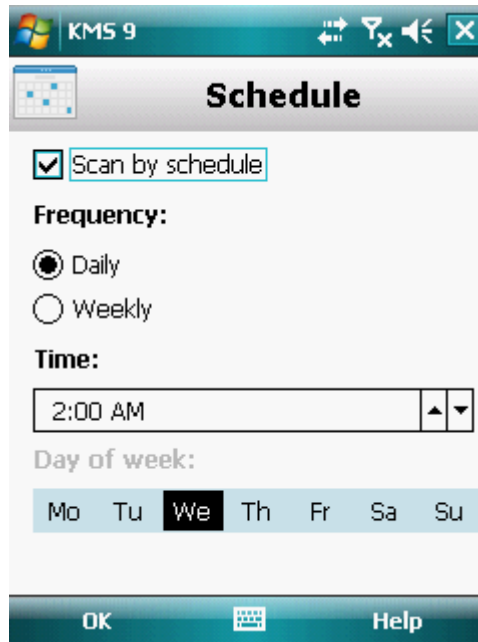 KMS 9
Schedule
Scan by schedule
Frequency:
Daily
Weekly
Time:
2:00 AM
Day of week:
Mo Tu We Th Fr Sa Su
OK Help